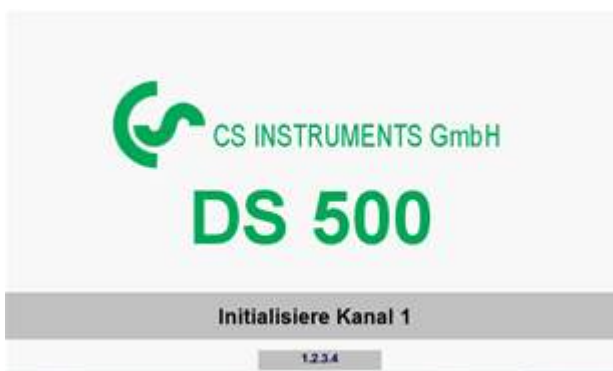 CS INSTRUMENTS GmbH
DS 500
Initialisiere Kanal 1
1.2.3.4